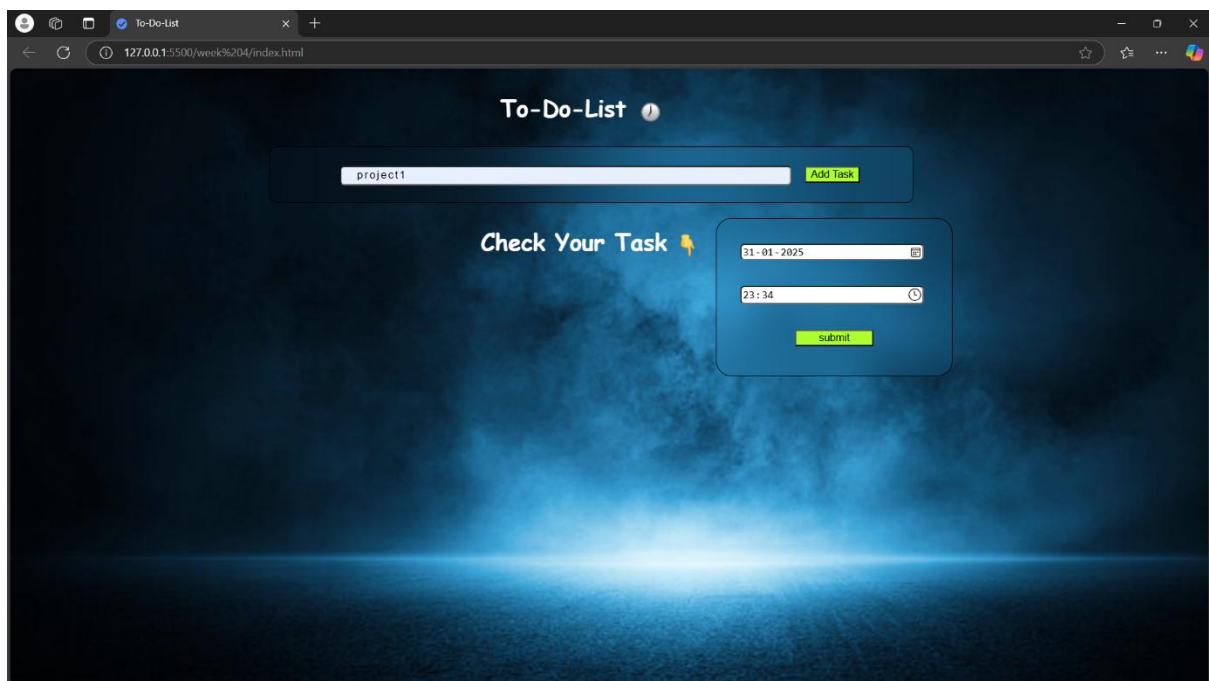 To-Do-List
127.0.0.1:5500/week%204/index.html
To-Do-List 🕖
project1 Add Task
Check Your Task 👇
31-01-2025
23:34
submit